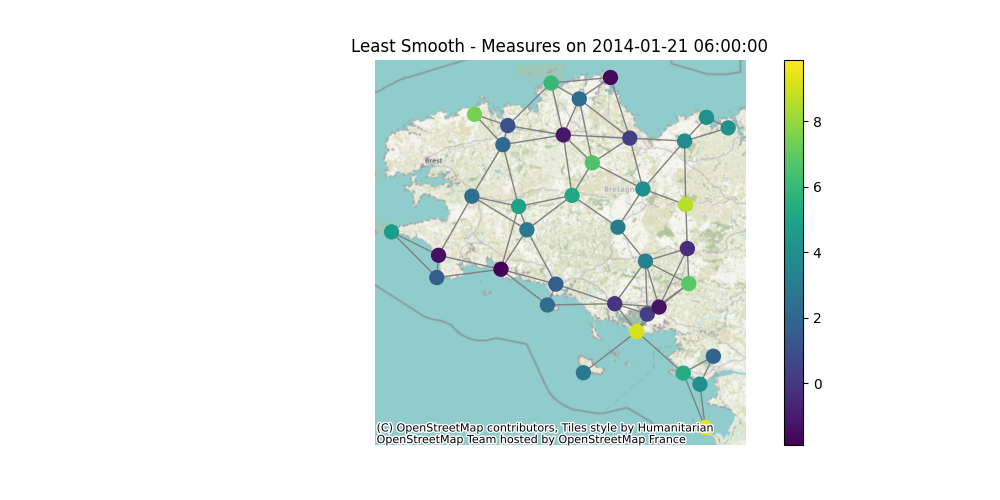 Least Smooth - Measures on 2014-01-21 06:00:00
Brest
Bretagne
8
6
4
2
0
(C) OpenStreetMap contributors, Tiles style by Humanitarian
OpenStreetMap Team hosted by OpenStreetMap France